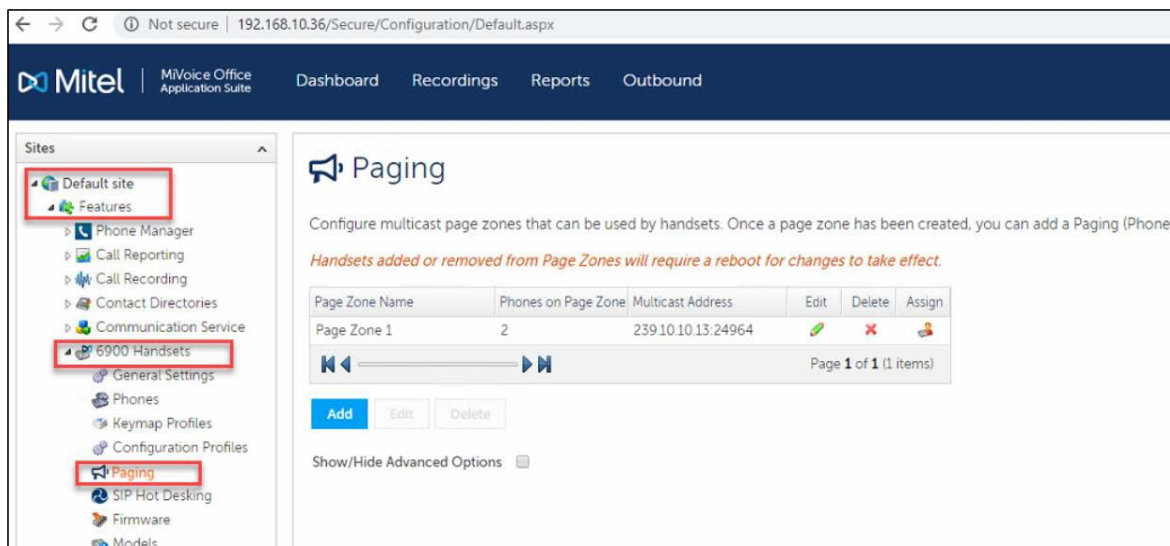 Not secure | 192.168.10.36/Secure/Configuration/Default.aspx
Mitel | MiVoice Office Application Suite Dashboard Recordings Reports Outbound
Sites
Default site
Features
Phone Manager
Call Reporting
Call Recording
Contact Directories
Communication Service
6900 Handsets
General Settings
Phones
Keymap Profiles
Configuration Profiles
Paging
SIP Hot Desking
Firmware
Models
Paging
Configure multicast page zones that can be used by handsets. Once a page zone has been created, you can add a Paging (Phone
Handsets added or removed from Page Zones will require a reboot for changes to take effect.
Page Zone Name Phones on Page Zone Multicast Address Edit Delete Assign
Page Zone 1 2 239.10.10.13:24964
Page 1 of 1 (1 items)
Add Edit Delete
Show/Hide Advanced Options